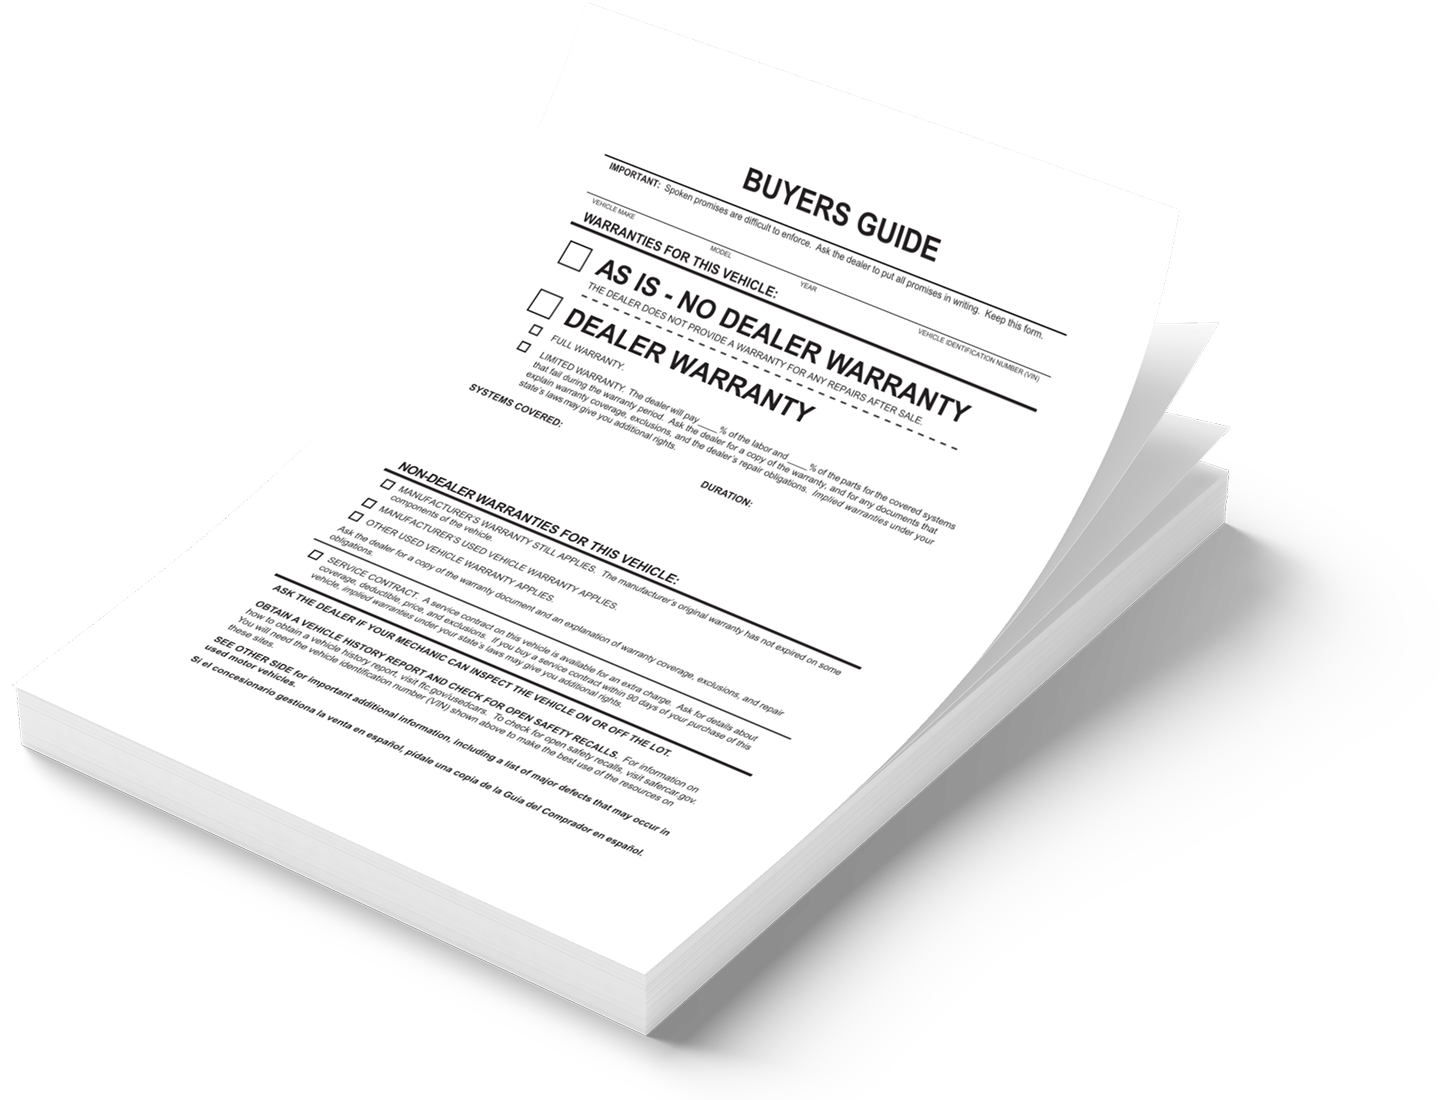 BUYERS GUIDE
IMPORTANT: Spoken promises are difficult to enforce. Ask the dealer to put all promises in writing. Keep this form.
VEHICLE MAKE MODEL YEAR VEHICLE IDENTIFICATION NUMBER (VIN)
WARRANTIES FOR THIS VEHICLE:
AS IS - NO DEALER WARRANTY
THE DEALER DOES NOT PROVIDE A WARRANTY FOR ANY REPAIRS AFTER SALE.
DEALER WARRANTY
FULL WARRANTY.
LIMITED WARRANTY. The dealer will pay ____ % of the labor and ____ % of the parts for the covered systems
that fail during the warranty period. Ask the dealer for a copy of the warranty, and for any documents that
explain warranty coverage, exclusions, and the dealer's repair obligations. Implied warranties under your
state's laws may give you additional rights.
SYSTEMS COVERED: DURATION:
NON-DEALER WARRANTIES FOR THIS VEHICLE:
MANUFACTURER'S WARRANTY STILL APPLIES. The manufacturer's original warranty has not expired on some
components of the vehicle.
MANUFACTURER'S USED VEHICLE WARRANTY APPLIES.
OTHER USED VEHICLE WARRANTY APPLIES.
Ask the dealer for a copy of the warranty document and an explanation of warranty coverage, exclusions, and repair
obligations.
SERVICE CONTRACT. A service contract on this vehicle is available for an extra charge. Ask for details about
coverage, deductible, price, and exclusions. If you buy a service contract within 90 days of your purchase of this
vehicle, implied warranties under your state's laws may give you additional rights.
ASK THE DEALER IF YOUR MECHANIC CAN INSPECT THE VEHICLE ON OR OFF THE LOT.
OBTAIN A VEHICLE HISTORY REPORT AND CHECK FOR OPEN SAFETY RECALLS. For information on
how to obtain a vehicle history report, visit ftc.gov/usedcars. To check for open safety recalls, visit safercar.gov.
You will need the vehicle identification number (VIN) shown above to make the best use of the resources on
these sites.
SEE OTHER SIDE for important additional information, including a list of major defects that may occur in
used motor vehicles.
Si el concesionario gestiona la venta en español, pídale una copia de la Guía del Comprador en español.